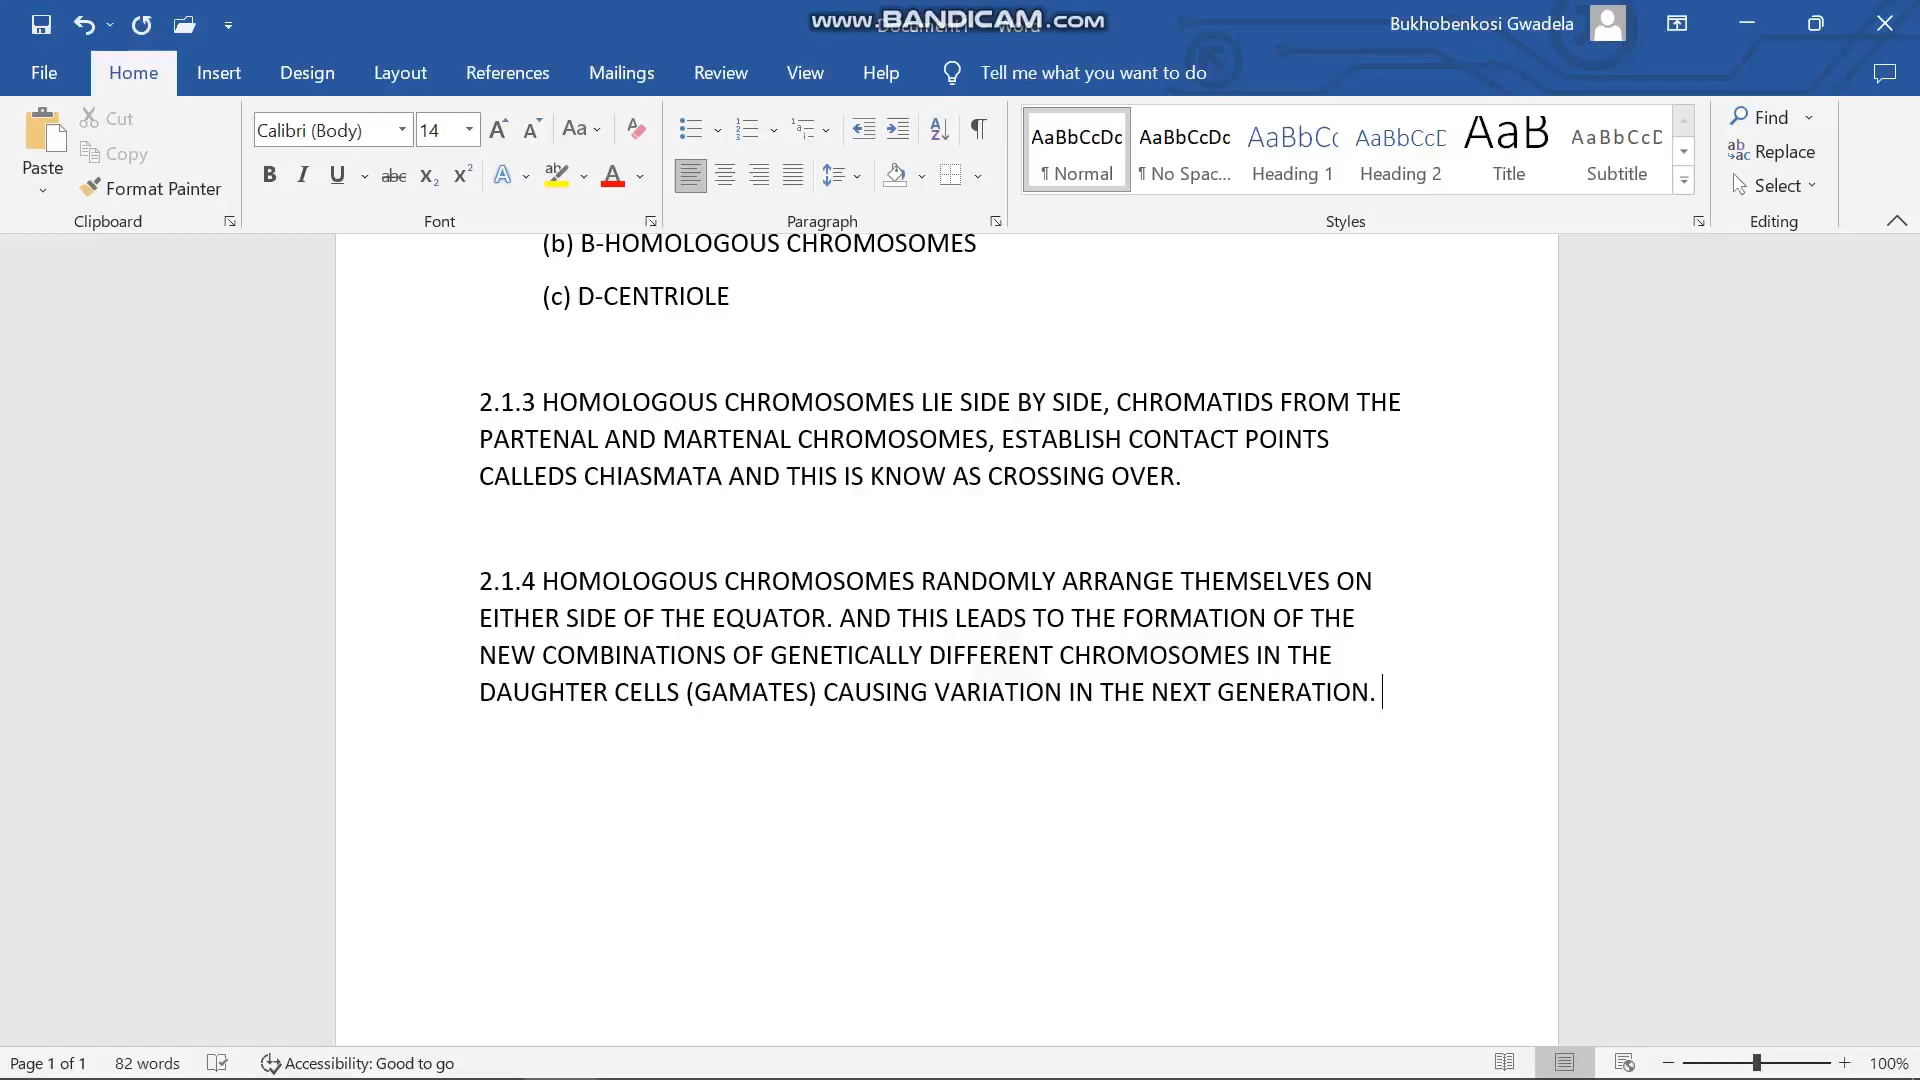 www.BANDICAM.com
Bukhobenkosi Gwadela
File Home Insert Design Layout References Mailings Review View Help Tell me what you want to do
Paste
Cut
Copy
Format Painter
Clipboard
Calibri (Body) 14
Font
Paragraph
AaBbCcDc AaBbCcDc AaBbCc AaBbCcD AaB AaBbCcD
¶ Normal ¶ No Spac... Heading 1 Heading 2 Title Subtitle
Styles
Find
Replace
Select
Editing
(b) B-HOMOLOGOUS CHROMOSOMES
(c) D-CENTRIOLE
2.1.3 HOMOLOGOUS CHROMOSOMES LIE SIDE BY SIDE, CHROMATIDS FROM THE
PARTENAL AND MARTENAL CHROMOSOMES, ESTABLISH CONTACT POINTS
CALLEDS CHIASMATA AND THIS IS KNOW AS CROSSING OVER.
2.1.4 HOMOLOGOUS CHROMOSOMES RANDOMLY ARRANGE THEMSELVES ON
EITHER SIDE OF THE EQUATOR. AND THIS LEADS TO THE FORMATION OF THE
NEW COMBINATIONS OF GENETICALLY DIFFERENT CHROMOSOMES IN THE
DAUGHTER CELLS (GAMATES) CAUSING VARIATION IN THE NEXT GENERATION.
Page 1 of 1 82 words Accessibility: Good to go 100%